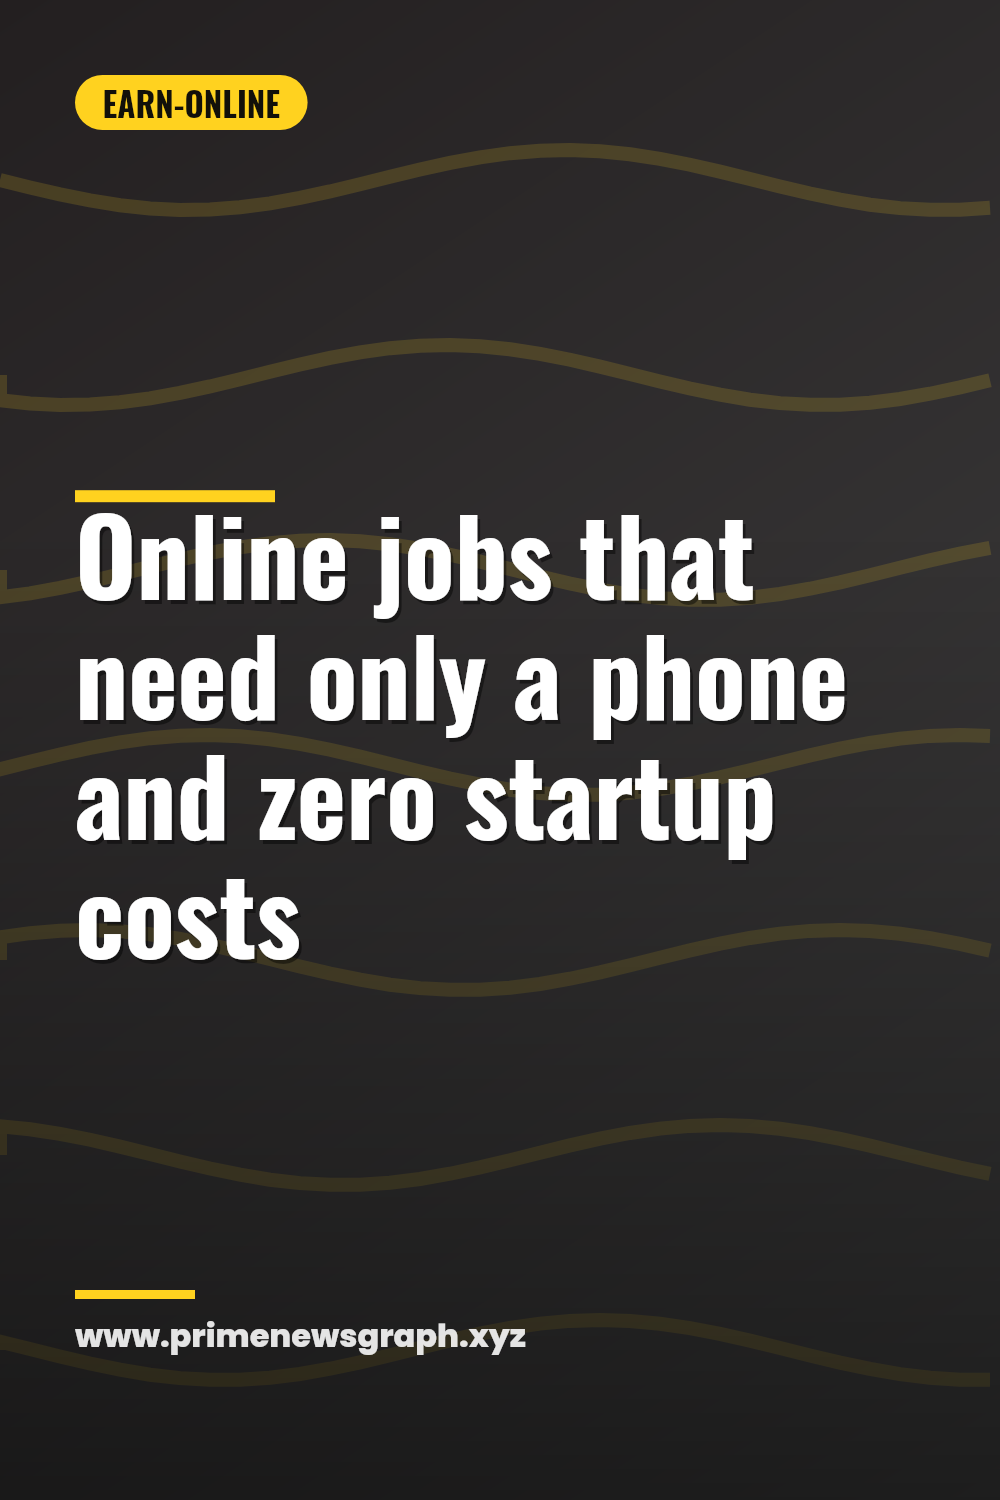 EARN-ONLINE
Online jobs that
need only a phone
and zero startup
costs
www.primenewsgraph.xyz